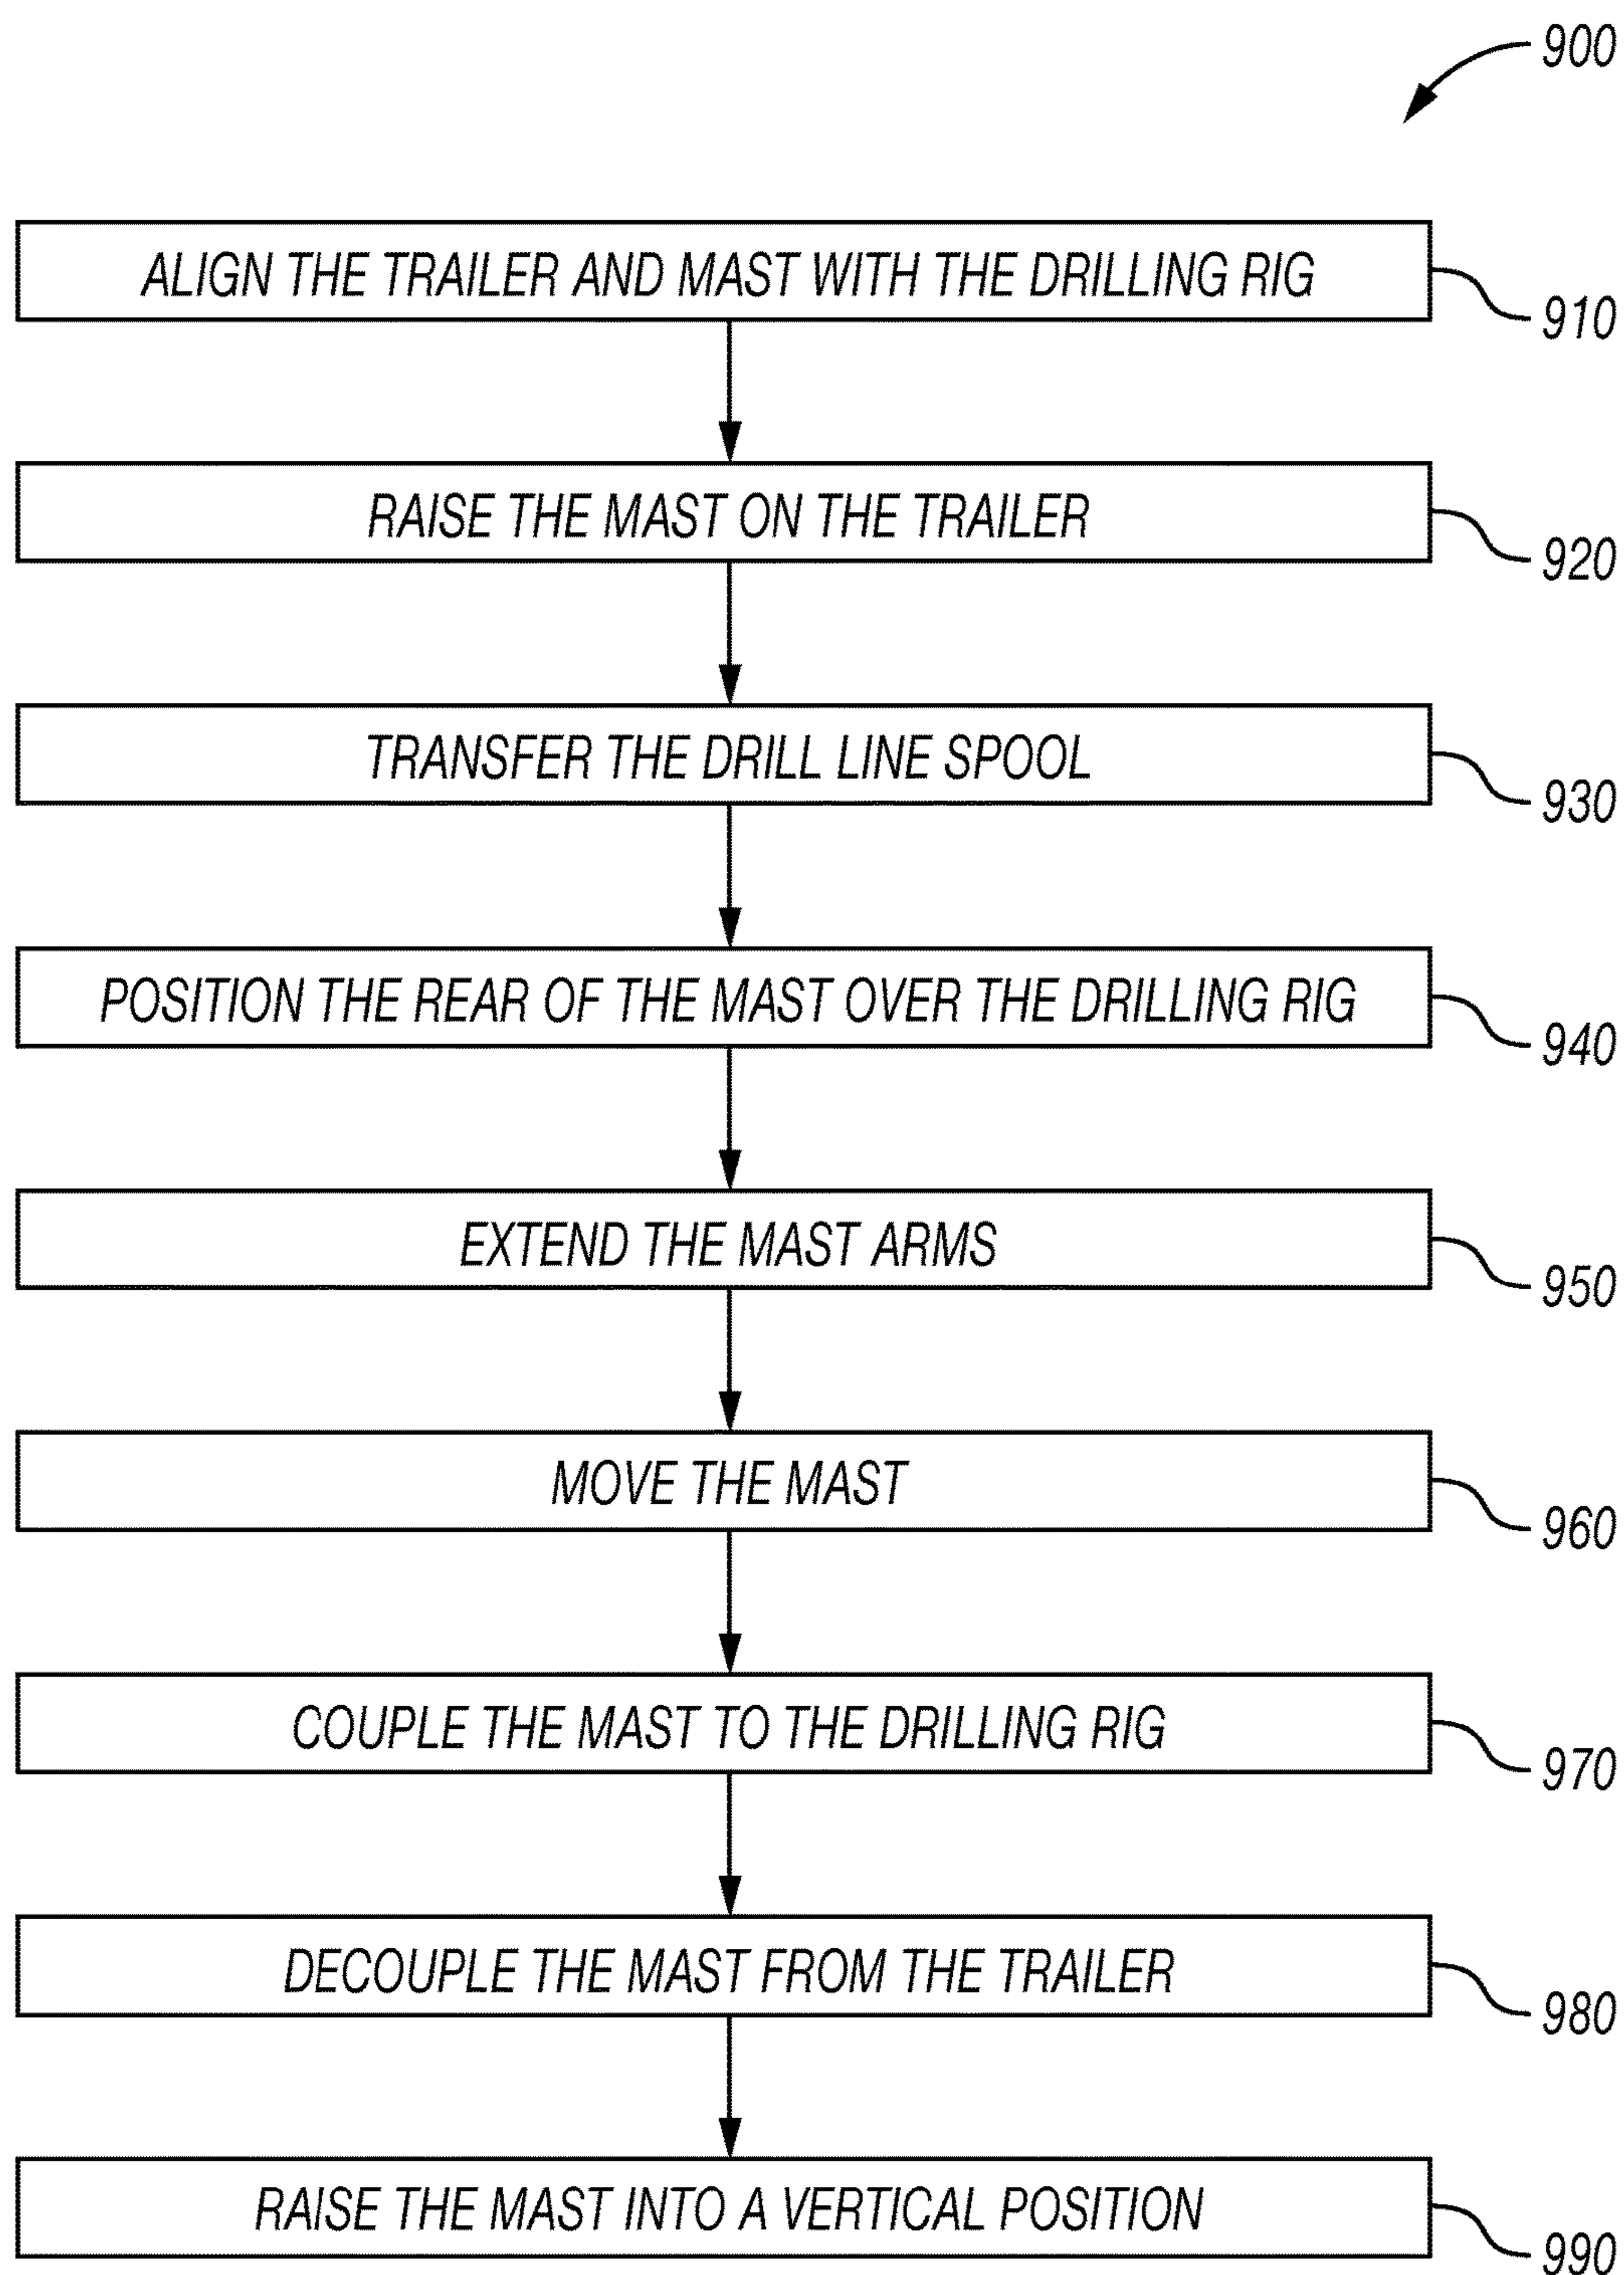 900
ALIGN THE TRAILER AND MAST WITH THE DRILLING RIG
910
RAISE THE MAST ON THE TRAILER
920
TRANSFER THE DRILL LINE SPOOL
930
POSITION THE REAR OF THE MAST OVER THE DRILLING RIG
940
EXTEND THE MAST ARMS
950
MOVE THE MAST
960
COUPLE THE MAST TO THE DRILLING RIG
970
DECOUPLE THE MAST FROM THE TRAILER
980
RAISE THE MAST INTO A VERTICAL POSITION
990